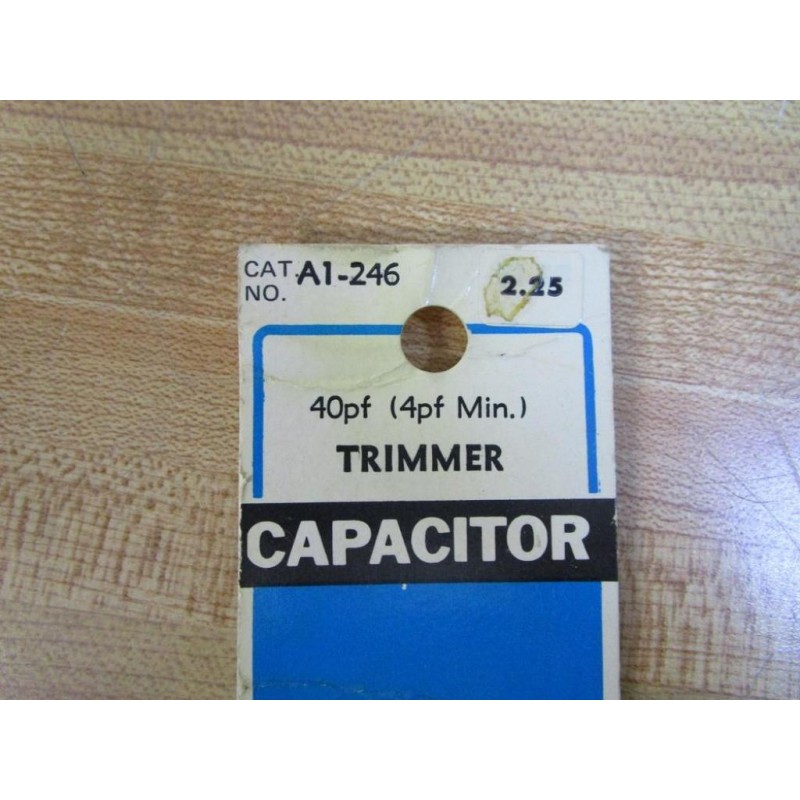 CAT. A1-246
NO.
2.25
40pf (4pf Min.)
TRIMMER
CAPACITOR